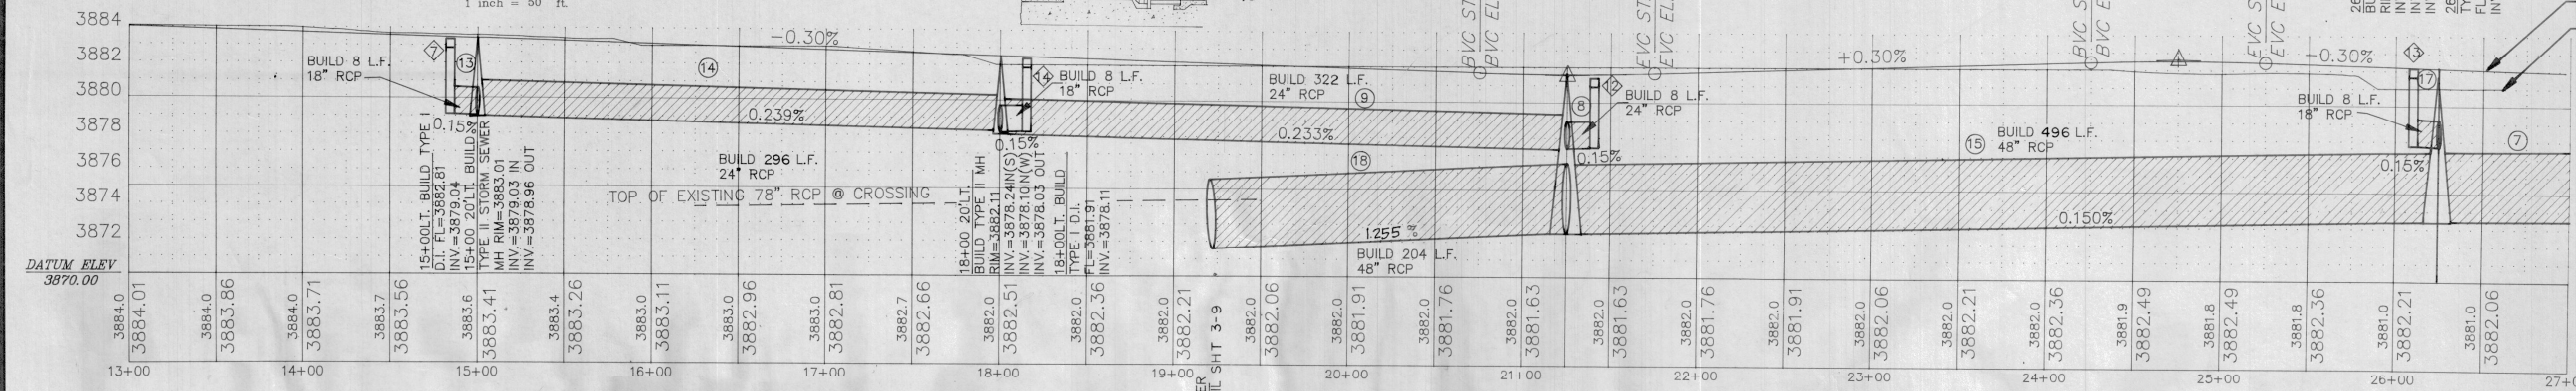 1 inch = 50 ft.
3884
3882
3880
3878
3876
3874
3872
DATUM ELEV
3870.00
BUILD 8 L.F.
18" RCP
7
13
0.15%
14
-0.30%
0.239%
BUILD 296 L.F.
24" RCP
TOP OF EXISTING 78" RCP @ CROSSING
15+00LT. BUILD TYPE I
D.I. FL=3882.81
INV.=3879.04
15+00 20'LT. BUILD
TYPE II STORM SEWER
MH RIM=3883.01
INV.=3879.03 IN
INV.=3878.96 OUT
14
BUILD 8 L.F.
18" RCP
0.15%
18+00 20'LT.
BUILD TYPE II MH
RIM=3882.11
INV.=3878.24IN(S)
INV.=3878.10N(W)
INV.=3878.03 OUT
18+00LT. BUILD
TYPE I D.I.
FL=3881.91
INV.=3878.11
BUILD 322 L.F.
24" RCP
9
0.233%
18
1.255 %
BUILD 204 L.F.
48" RCP
BVC ST
BVC EL
EVC ST
EVC EL
8
12
BUILD 8 L.F.
24" RCP
0.15%
+0.30%
15
BUILD 496 L.F.
48" RCP
0.150%
BVC S
BVC E
EVC S
EVC E
-0.30%
13
17
BUILD 8 L.F.
18" RCP
0.15%
7
3884.0 3884.01
3884.0 3883.86
3884.0 3883.71
3883.7 3883.56
3883.6 3883.41
3883.4 3883.26
3883.0 3883.11
3883.0 3882.96
3883.0 3882.81
3882.7 3882.66
3882.0 3882.51
3882.0 3882.36
3882.0 3882.21
3882.0 3882.06
3882.0 3881.91
3882.0 3881.76
3882.0 3881.63
3882.0 3881.63
3882.0 3881.76
3882.0 3881.91
3882.0 3882.06
3882.0 3882.21
3882.0 3882.36
3881.9 3882.49
3881.8 3882.49
3881.8 3882.36
3881.0 3882.21
3881.0 3882.06
SHT 3-9
13+00
14+00
15+00
16+00
17+00
18+00
19+00
20+00
21+00
22+00
23+00
24+00
25+00
26+00